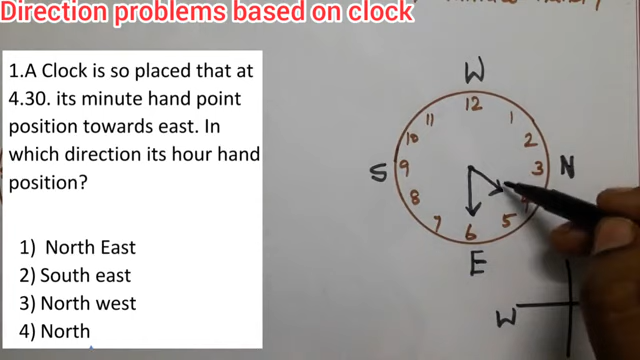 Direction problems based on clock
1.A Clock is so placed that at
4.30. its minute hand point
position towards east. In
which direction its hour hand
position?
1) North East
2) South east
3) North west
4) North
W
12
11 1
10 2
S 9 3 N
8 4
7 5
6
E
W